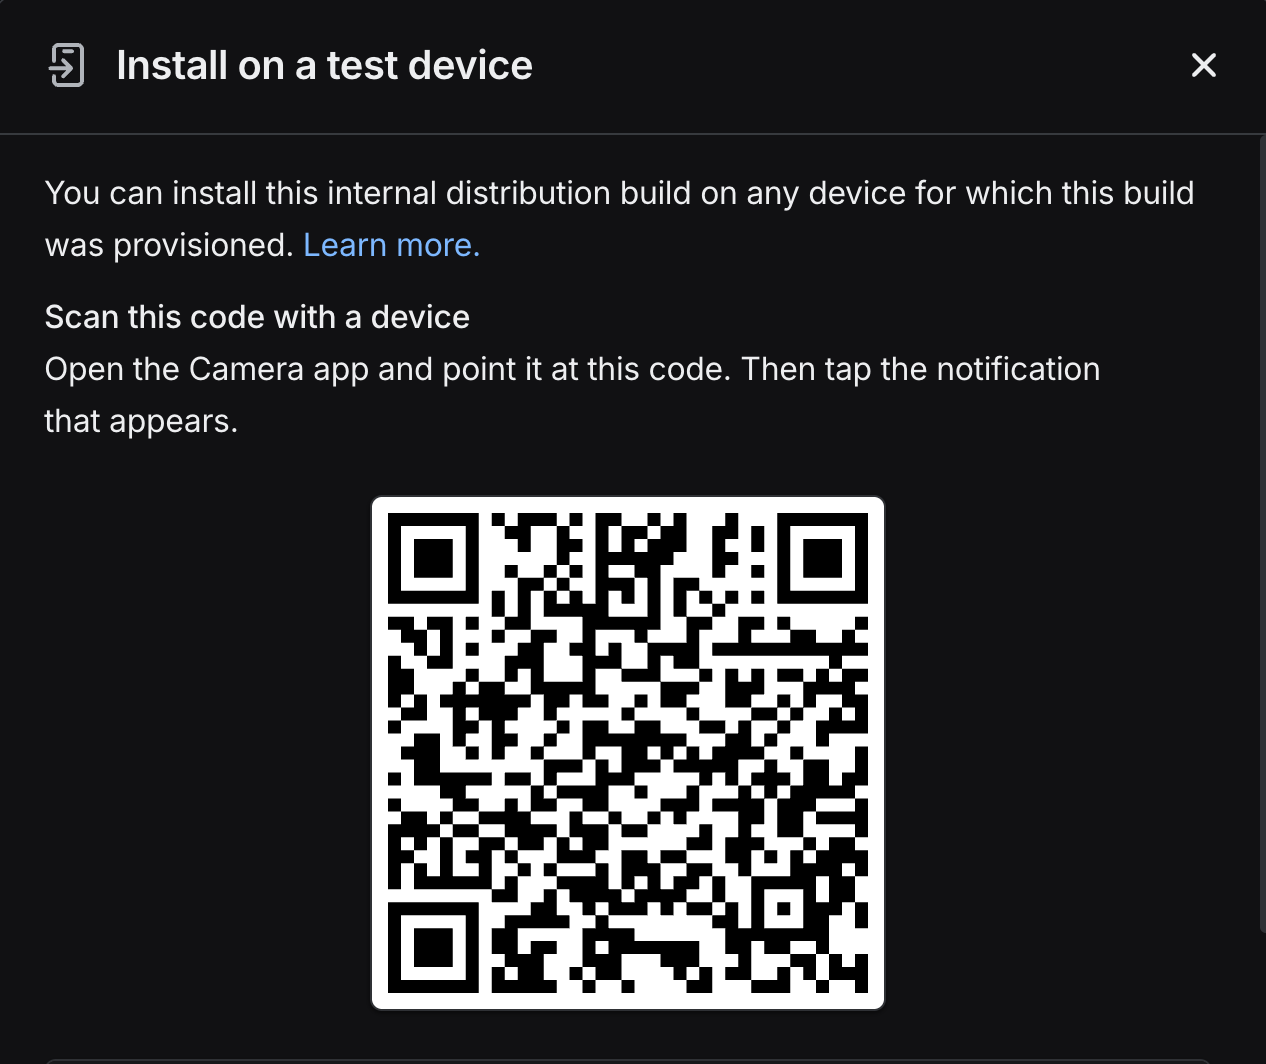 Install on a test device
You can install this internal distribution build on any device for which this build
was provisioned. Learn more.
Scan this code with a device
Open the Camera app and point it at this code. Then tap the notification
that appears.